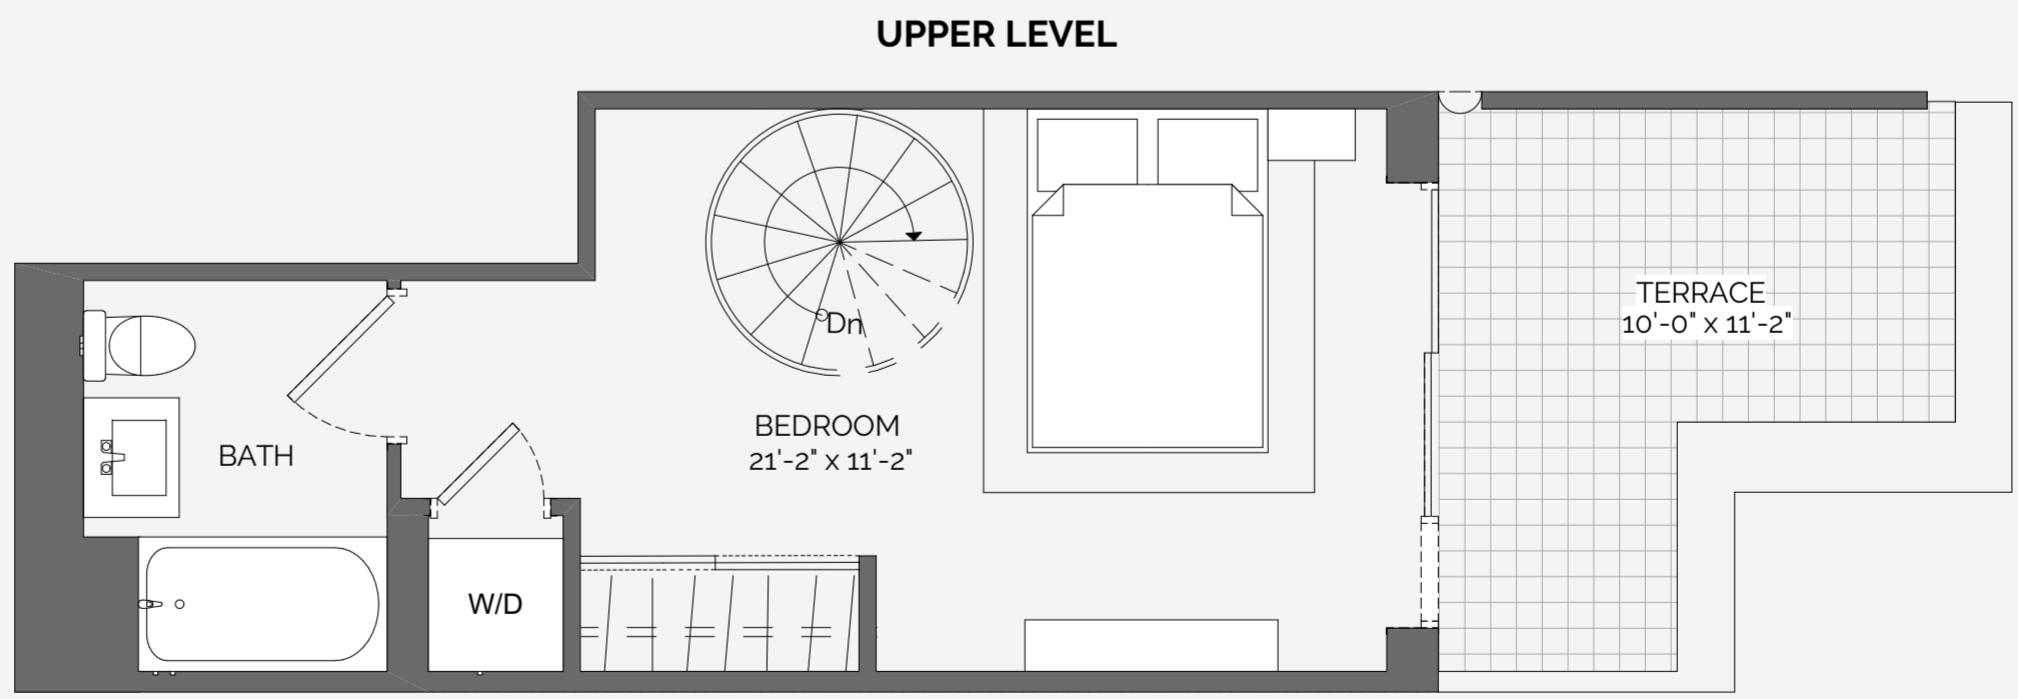 UPPER LEVEL
TERRACE
10'-0" x 11'-2"
Dn
BEDROOM
21'-2" x 11'-2"
BATH
W/D